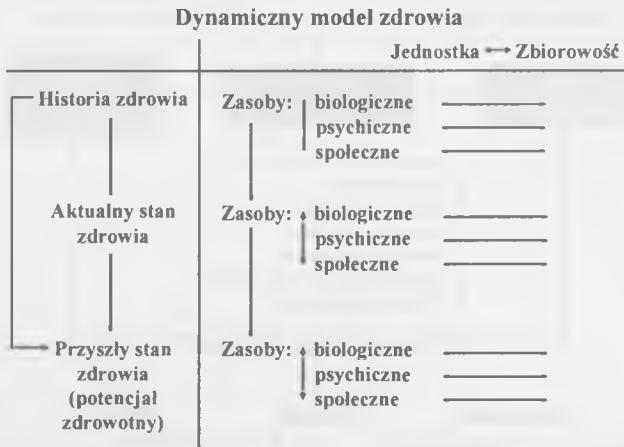 Dynamiczny model zdrowia
Jednostka ↔ Zbiorowość
Historia zdrowia
Zasoby: biologiczne
psychiczne
społeczne
Aktualny stan
zdrowia
Zasoby: biologiczne
psychiczne
społeczne
Przyszły stan
zdrowia
(potencjał
zdrowotny)
Zasoby: biologiczne
psychiczne
społeczne